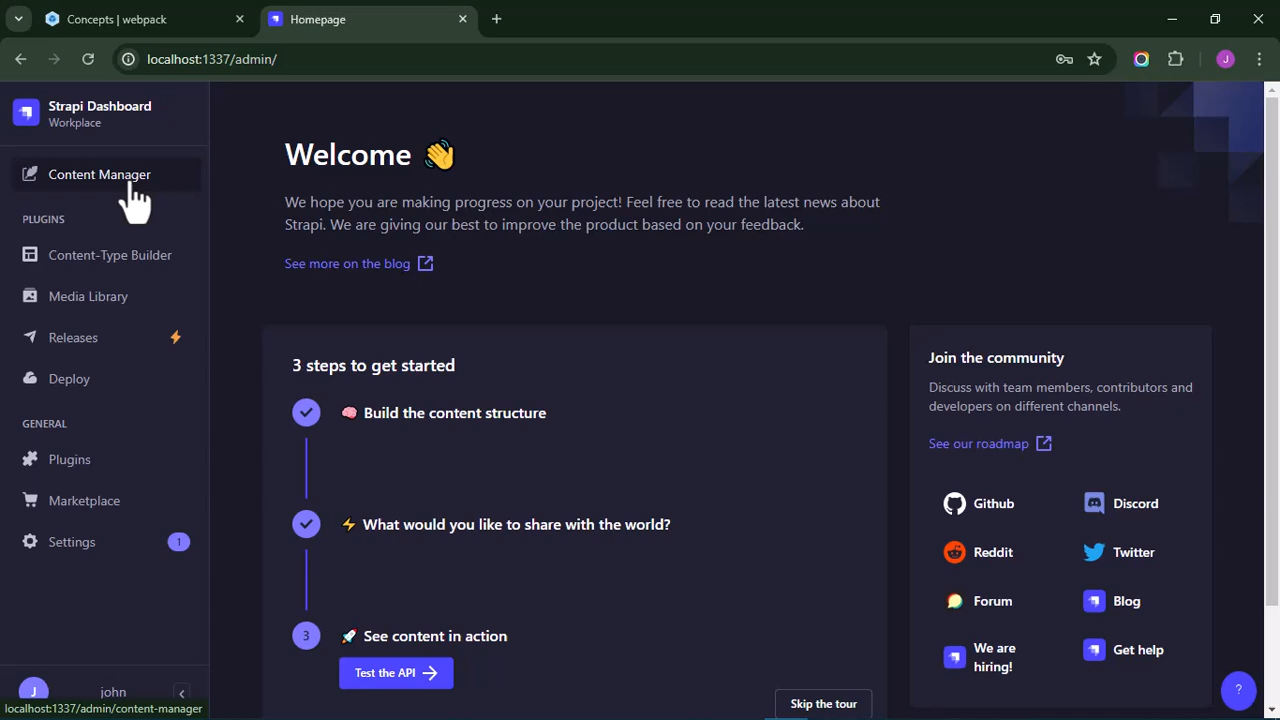 Concepts | webpack
Homepage
localhost:1337/admin/
J
Strapi Dashboard
Workplace
Content Manager
PLUGINS
Content-Type Builder
Media Library
Releases
Deploy
GENERAL
Plugins
Marketplace
Settings
1
J
john
localhost:1337/admin/content-manager
Welcome 👋
We hope you are making progress on your project! Feel free to read the latest news about
Strapi. We are giving our best to improve the product based on your feedback.
See more on the blog
3 steps to get started
🧠 Build the content structure
⚡ What would you like to share with the world?
3
🚀 See content in action
Test the API
Skip the tour
Join the community
Discuss with team members, contributors and
developers on different channels.
See our roadmap
Github
Discord
Reddit
Twitter
Forum
Blog
We are
hiring!
Get help
?